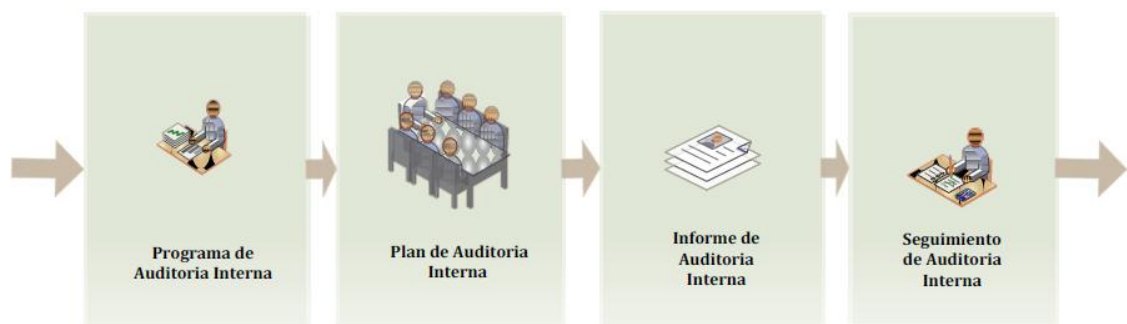 Programa de
Auditoria Interna
Plan de Auditoria
Interna
Informe de
Auditoria
Interna
Seguimiento
de Auditoria
Interna